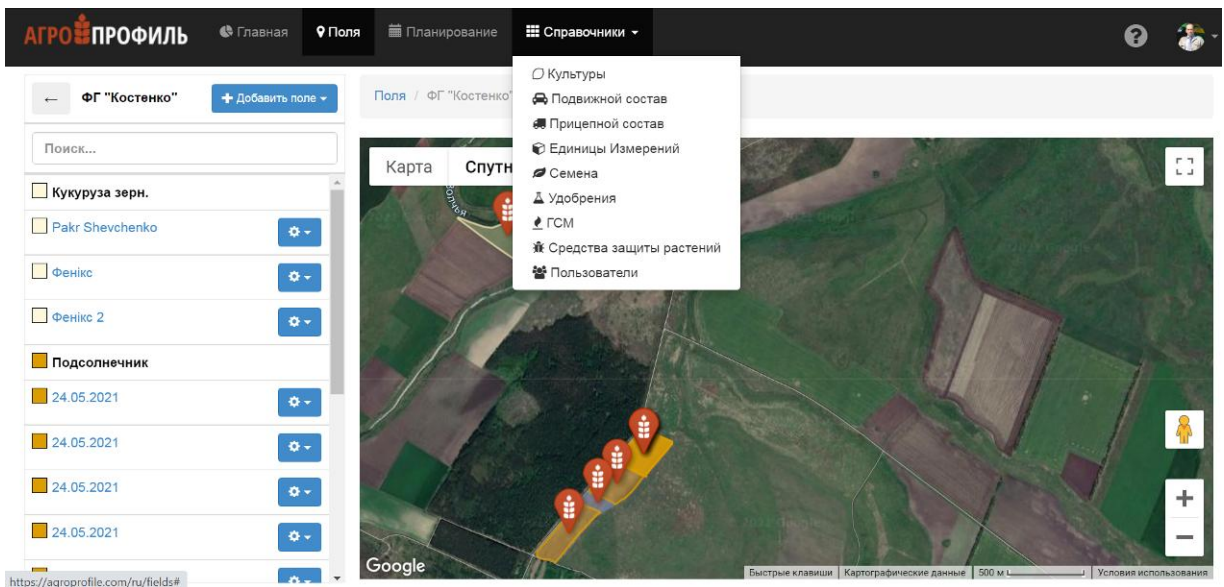 АГРОПРОФИЛЬ
Главная
Поля
Планирование
Справочники
← ФГ "Костенко"
+ Добавить поле
Поля / ФГ "Костенко"
Культуры
Подвижной состав
Прицепной состав
Единицы Измерений
Семена
Удобрения
ГСМ
Средства защиты растений
Пользователи
Поиск...
Кукуруза зерн.
Pakr Shevchenko
Фенікс
Фенікс 2
Подсолнечник
24.05.2021
24.05.2021
24.05.2021
24.05.2021
https://agroprofile.com/ru/fields#
Карта
Спутн
Волчья
Google
Быстрые клавиши
Картографические данные
500 м
Условия использования